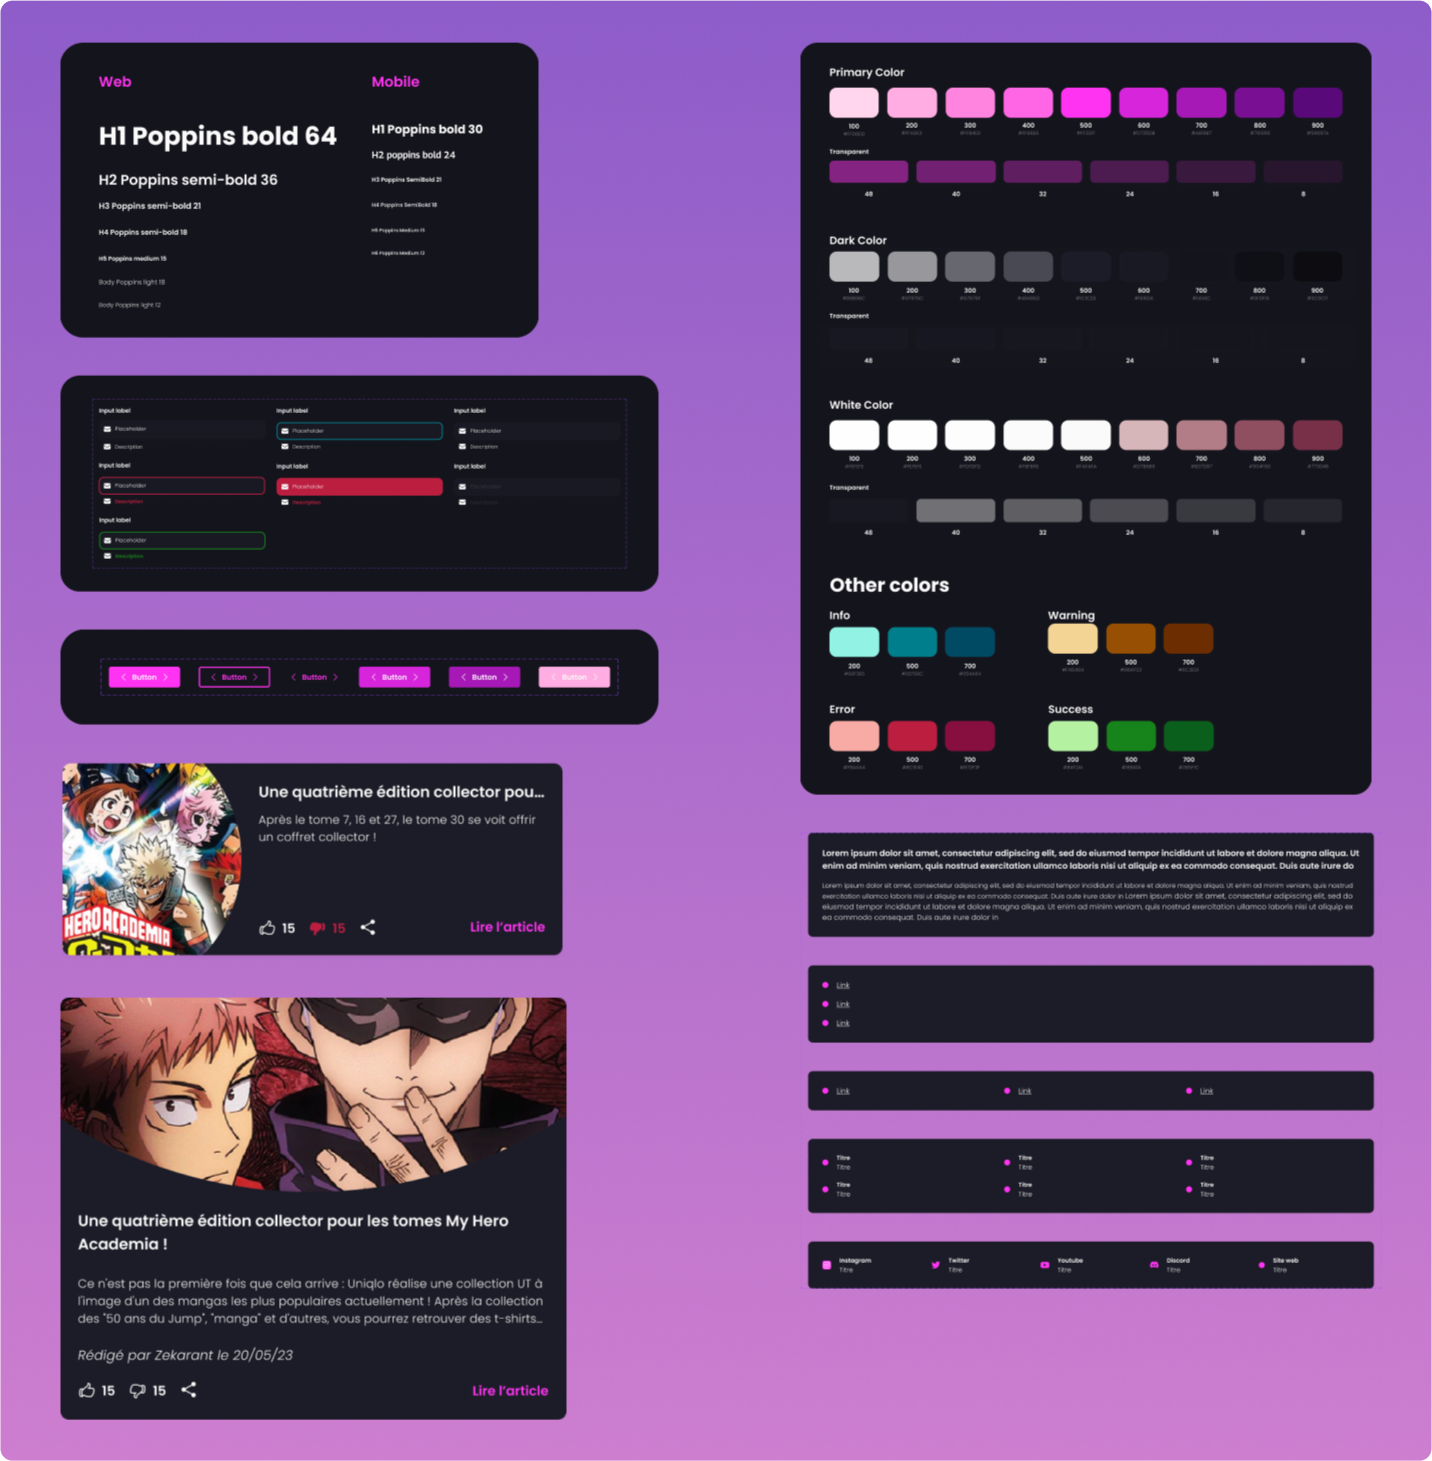 Web
H1 Poppins bold 64
H2 Poppins semi-bold 36
H3 Poppins semi-bold 21
H4 Poppins semi-bold 18
H5 Poppins medium 15
Body Poppins light 18
Body Poppins light 12
Mobile
H1 Poppins bold 30
H2 poppins bold 24
H3 Poppins SemiBold 21
H4 Poppins SemiBold 18
H5 Poppins Medium 15
H6 Poppins Medium 12
Input label
Placeholder
Description
Input label
Placeholder
Description
Input label
Placeholder
Description
Input label
Placeholder
Description
Input label
Placeholder
Description
Input label
Input label
Placeholder
Description
Button
Button
Button
Button
Button
Button
HERO ACADEMIA
Une quatrième édition collector pou...
Après le tome 7, 16 et 27, le tome 30 se voit offrir
un coffret collector !
15 15
Lire l'article
Une quatrième édition collector pour les tomes My Hero
Academia !
Ce n'est pas la première fois que cela arrive : Uniqlo réalise une collection UT à
l'image d'un des mangas les plus populaires actuellement ! Après la collection
des "50 ans du Jump", "manga" et d'autres, vous pourrez retrouver des t-shirts...
Rédigé par Zekarant le 20/05/23
15 15
Lire l'article
Primary Color
100 200 300 400 500 600 700 800 900
Transparent
48 40 32 24 16 8
Dark Color
100 200 300 400 500 600 700 800 900
Transparent
48 40 32 24 16 8
White Color
100 200 300 400 500 600 700 800 900
Transparent
48 40 32 24 16 8
Other colors
Info
200 500 700
Warning
200 500 700
Error
200 500 700
Success
200 500 700
Lorem ipsum dolor sit amet, consectetur adipiscing elit, sed do eiusmod tempor incididunt ut labore et dolore magna aliqua. Ut
enim ad minim veniam, quis nostrud exercitation ullamco laboris nisi ut aliquip ex ea commodo consequat. Duis aute irure do
Lorem ipsum dolor sit amet, consectetur adipiscing elit, sed do eiusmod tempor incididunt ut labore et dolore magna aliqua. Ut enim ad minim veniam, quis nostrud
exercitation ullamco laboris nisi ut aliquip ex ea commodo consequat. Duis aute irure dolor in Lorem ipsum dolor sit amet, consectetur adipiscing elit, sed do
eiusmod tempor incididunt ut labore et dolore magna aliqua. Ut enim ad minim veniam, quis nostrud exercitation ullamco laboris nisi ut aliquip ex
ea commodo consequat. Duis aute irure dolor in
Link
Link
Link
Link Link Link
Titre Titre Titre
Titre Titre Titre
Titre Titre Titre
Titre Titre Titre
Instagram Twitter Youtube Discord Site web
Titre Titre Titre Titre Titre